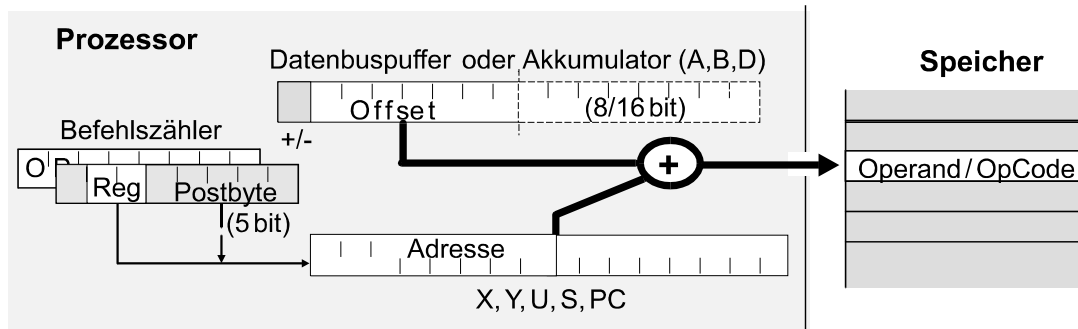 Prozessor
Datenbuspuffer oder Akkumulator (A,B,D)
Speicher
Offset
(8/16 bit)
+/-
Befehlszähler
+
Operand / OpCode
Reg
Postbyte
(5 bit)
Adresse
X, Y, U, S, PC